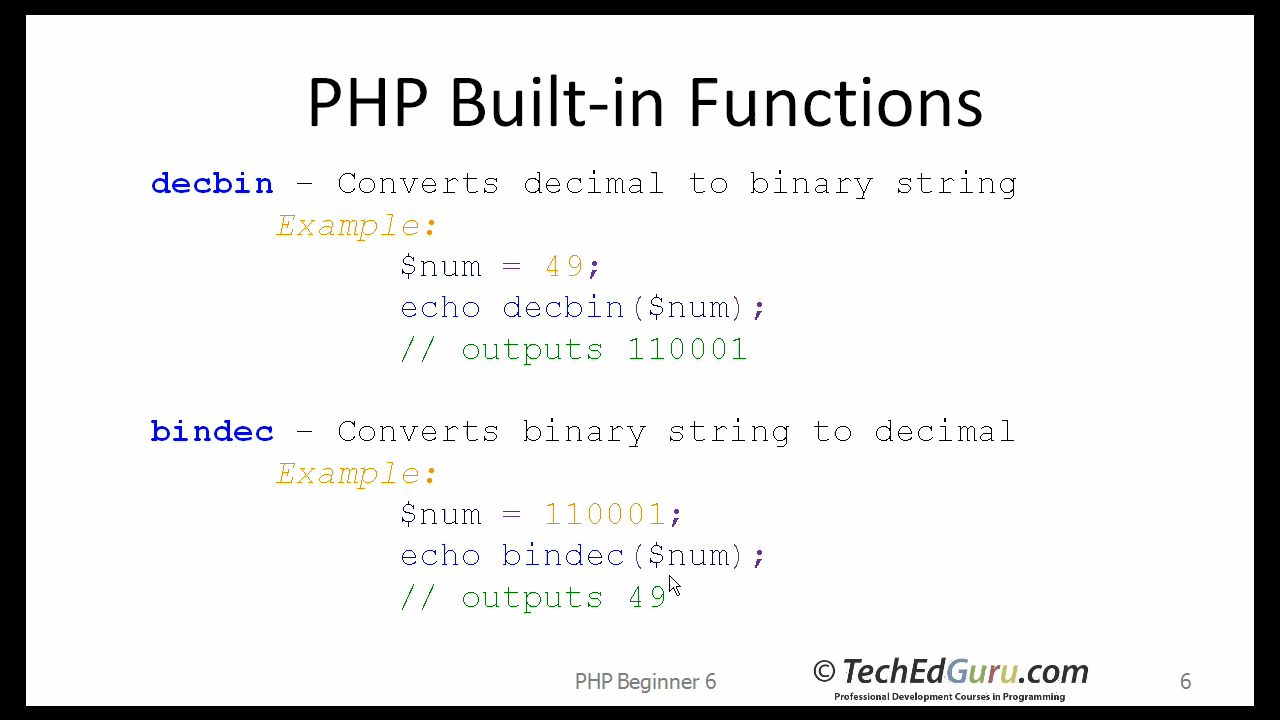 PHP Built-in Functions
decbin – Converts decimal to binary string
Example:
$num = 49;
echo decbin($num);
// outputs 110001
bindec – Converts binary string to decimal
Example:
$num = 110001;
echo bindec($num);
// outputs 49
PHP Beginner 6
© TechEdGuru.com
Professional Development Courses in Programming
6